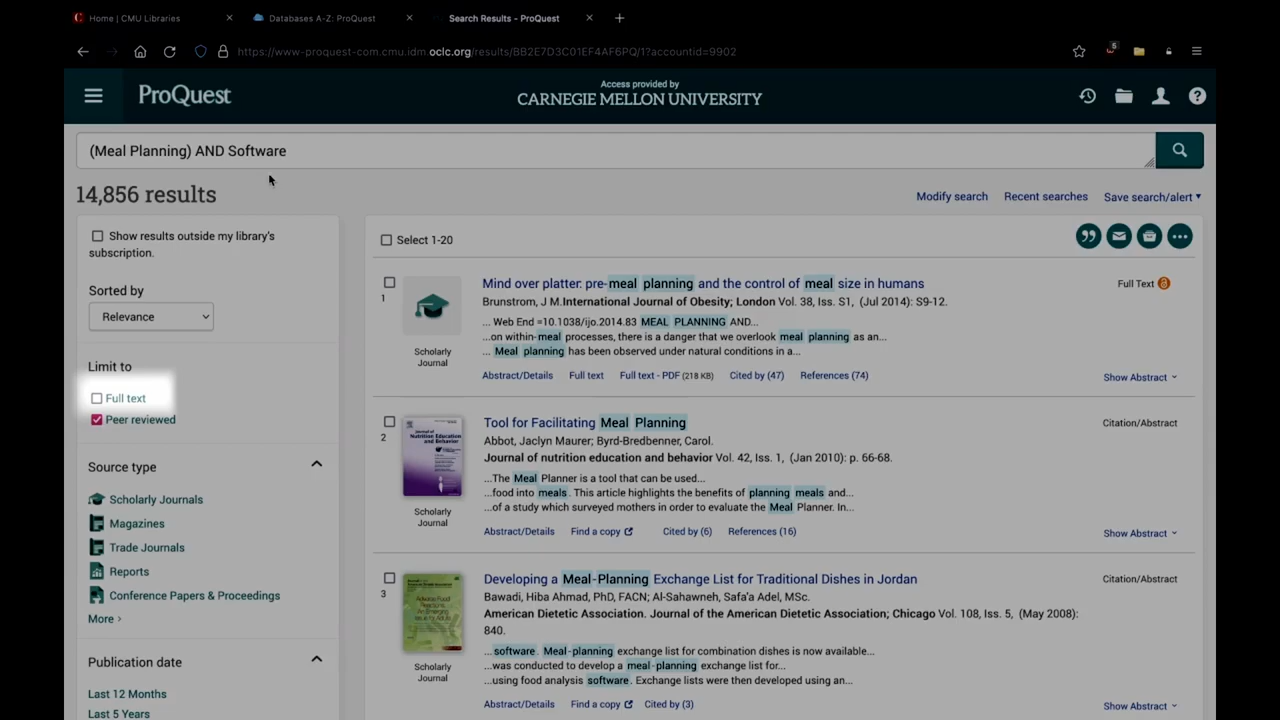 Home | CMU Libraries
Databases A-Z: ProQuest
Search Results - ProQuest
https://www-proquest-com.cmu.idm.oclc.org/results/BB2E7D3C01EF4AF6PQ/1?accountid=9902
6
ProQuest
Access provided by
CARNEGIE MELLON UNIVERSITY
(Meal Planning) AND Software
14,856 results
Modify search
Recent searches
Save search/alert
Show results outside my library's
subscription.
Sorted by
Relevance
Limit to
Full text
Peer reviewed
Source type
Scholarly Journals
Magazines
Trade Journals
Reports
Conference Papers & Proceedings
More
Publication date
Last 12 Months
Last 5 Years
Select 1-20
1
Scholarly
Journal
Mind over platter: pre-meal planning and the control of meal size in humans
Full Text
Brunstrom, J M.International Journal of Obesity; London Vol. 38, Iss. S1, (Jul 2014): S9-12.
... Web End =10.1038/ijo.2014.83 MEAL PLANNING AND...
...on within-meal processes, there is a danger that we overlook meal planning as an...
... Meal planning has been observed under natural conditions in a...
Abstract/Details Full text Full text - PDF (218 KB) Cited by (47) References (74)
Show Abstract
2
Scholarly
Journal
Tool for Facilitating Meal Planning
Citation/Abstract
Abbot, Jaclyn Maurer; Byrd-Bredbenner, Carol.
Journal of nutrition education and behavior Vol. 42, Iss. 1, (Jan 2010): p. 66-68.
...The Meal Planner is a tool that can be used...
...food into meals. This article highlights the benefits of planning meals and...
...of a study which surveyed mothers in order to evaluate the Meal Planner. In...
Abstract/Details Find a copy Cited by (6) References (16)
Show Abstract
3
Scholarly
Journal
Developing a Meal-Planning Exchange List for Traditional Dishes in Jordan
Citation/Abstract
Bawadi, Hiba Ahmad, PhD, FACN; Al-Sahawneh, Safa'a Adel, MSc.
American Dietetic Association. Journal of the American Dietetic Association; Chicago Vol. 108, Iss. 5, (May 2008):
840.
...software. Meal-planning exchange list for combination dishes is now available...
...was conducted to develop a meal-planning exchange list for...
...using food analysis software. Exchange lists were then developed using an...
Abstract/Details Find a copy Cited by (3)
Show Abstract